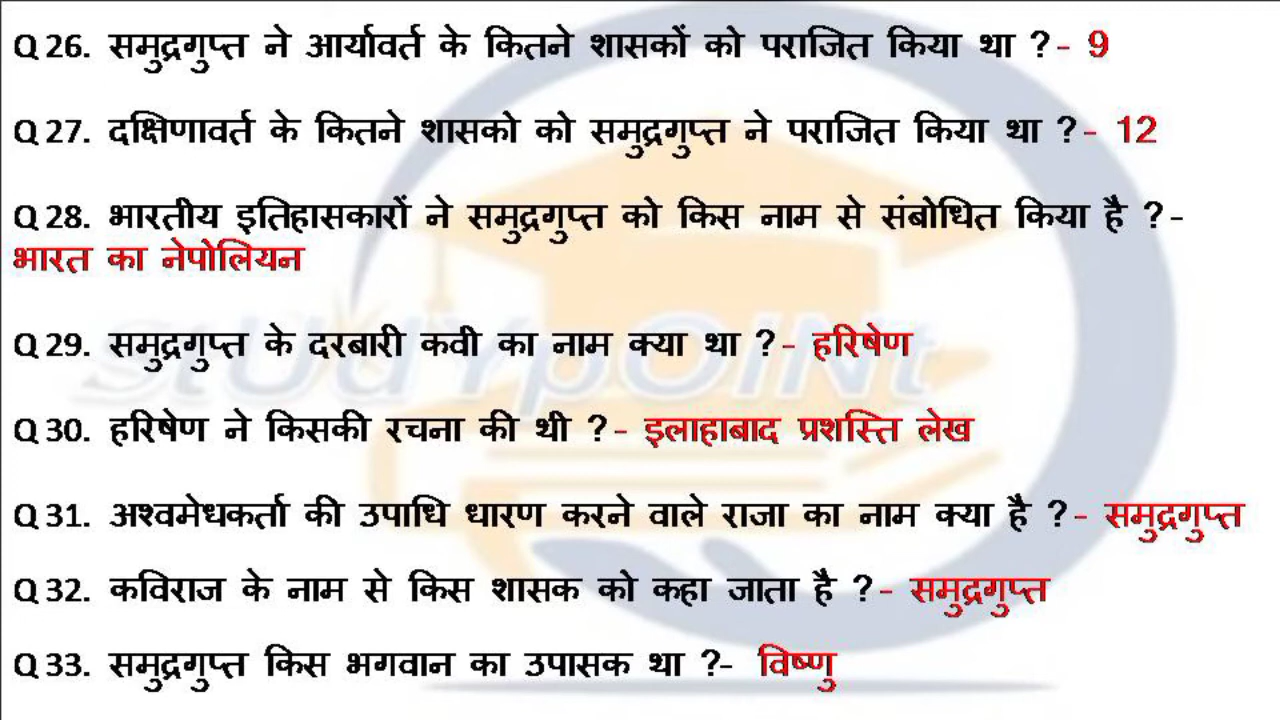 Q 26. समुद्रगुप्त ने आर्यावर्त के कितने शासकों को पराजित किया था ?- 9
Q 27. दक्षिणावर्त के कितने शासको को समुद्रगुप्त ने पराजित किया था ?- 12
Q 28. भारतीय इतिहासकारों ने समुद्रगुप्त को किस नाम से संबोधित किया है ?-
भारत का नेपोलियन
Q 29. समुद्रगुप्त के दरबारी कवी का नाम क्या था ?- हरिषेण
Q 30. हरिषेण ने किसकी रचना की थी ?- इलाहाबाद प्रशस्ति लेख
Q 31. अश्वमेधकर्ता की उपाधि धारण करने वाले राजा का नाम क्या है ?- समुद्रगुप्त
Q 32. कविराज के नाम से किस शासक को कहा जाता है ?- समुद्रगुप्त
Q 33. समुद्रगुप्त किस भगवान का उपासक था ?- विष्णु
stUDYpOINt